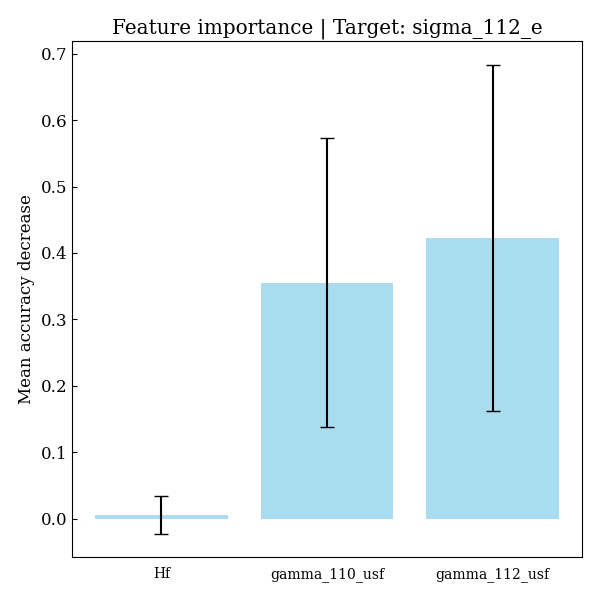 Feature importance | Target: sigma_112_e
Mean accuracy decrease
0.7
0.6
0.5
0.4
0.3
0.2
0.1
0.0
Hf
gamma_110_usf
gamma_112_usf